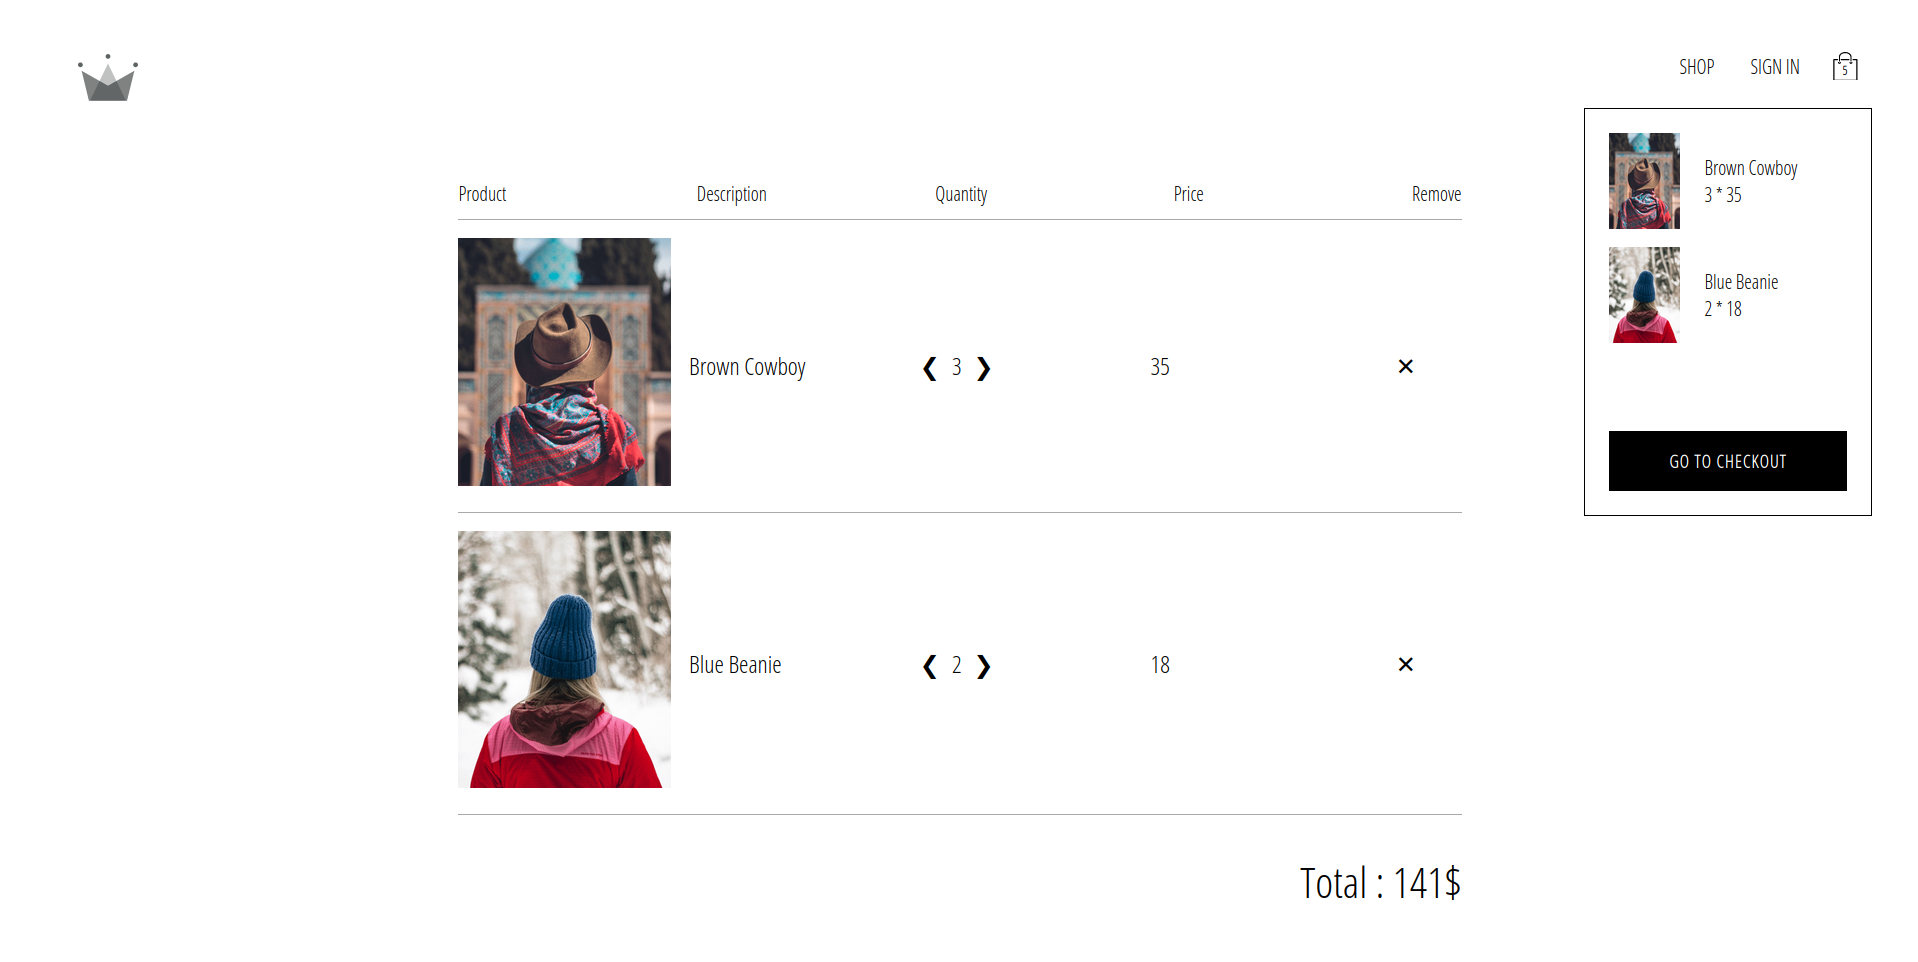 SHOP SIGN IN 5
Product Description Quantity Price Remove
Brown Cowboy ❮ 3 ❯ 35 ✕
Blue Beanie ❮ 2 ❯ 18 ✕
Total : 141$
Brown Cowboy
3 * 35
Blue Beanie
2 * 18
GO TO CHECKOUT